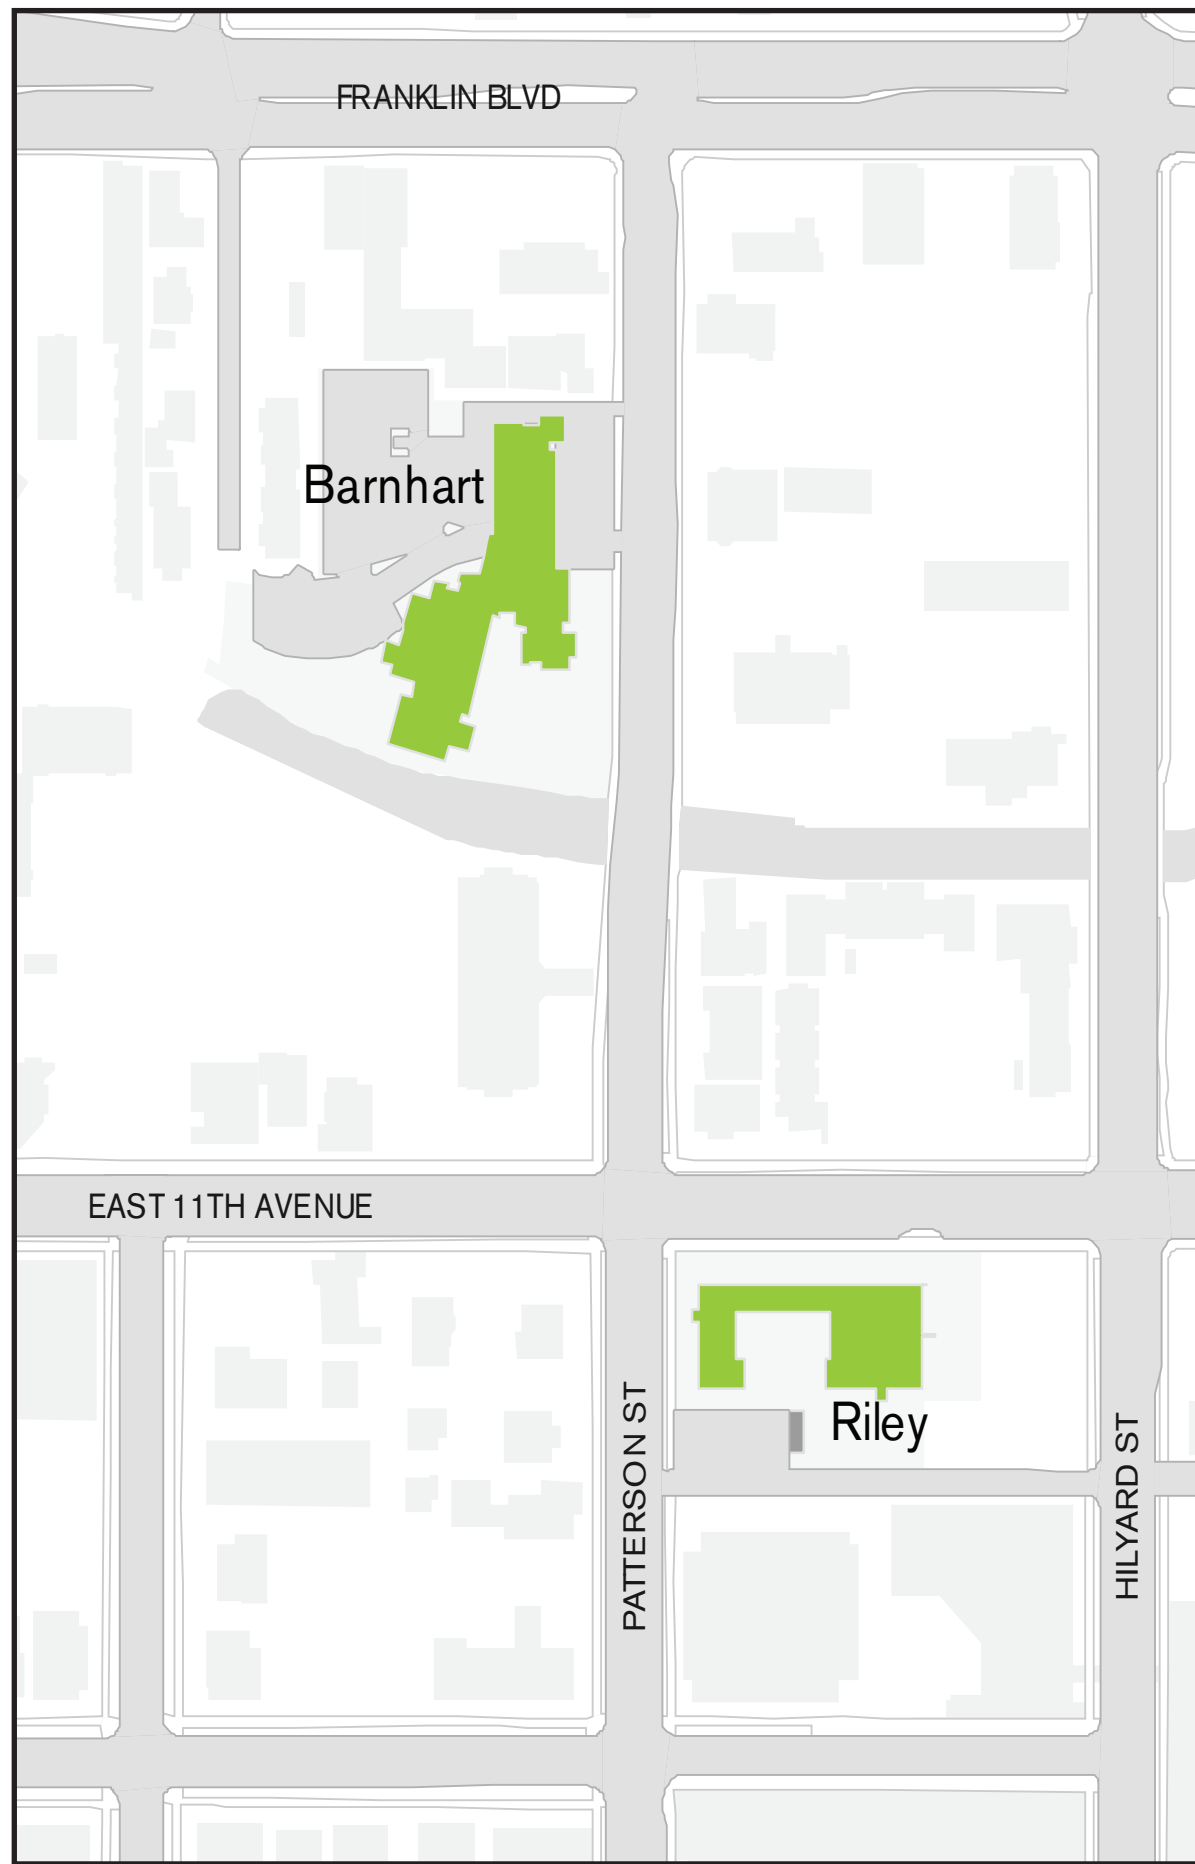 FRANKLIN BLVD
Barnhart
EAST 11TH AVENUE
PATTERSON ST
Riley
HILYARD ST